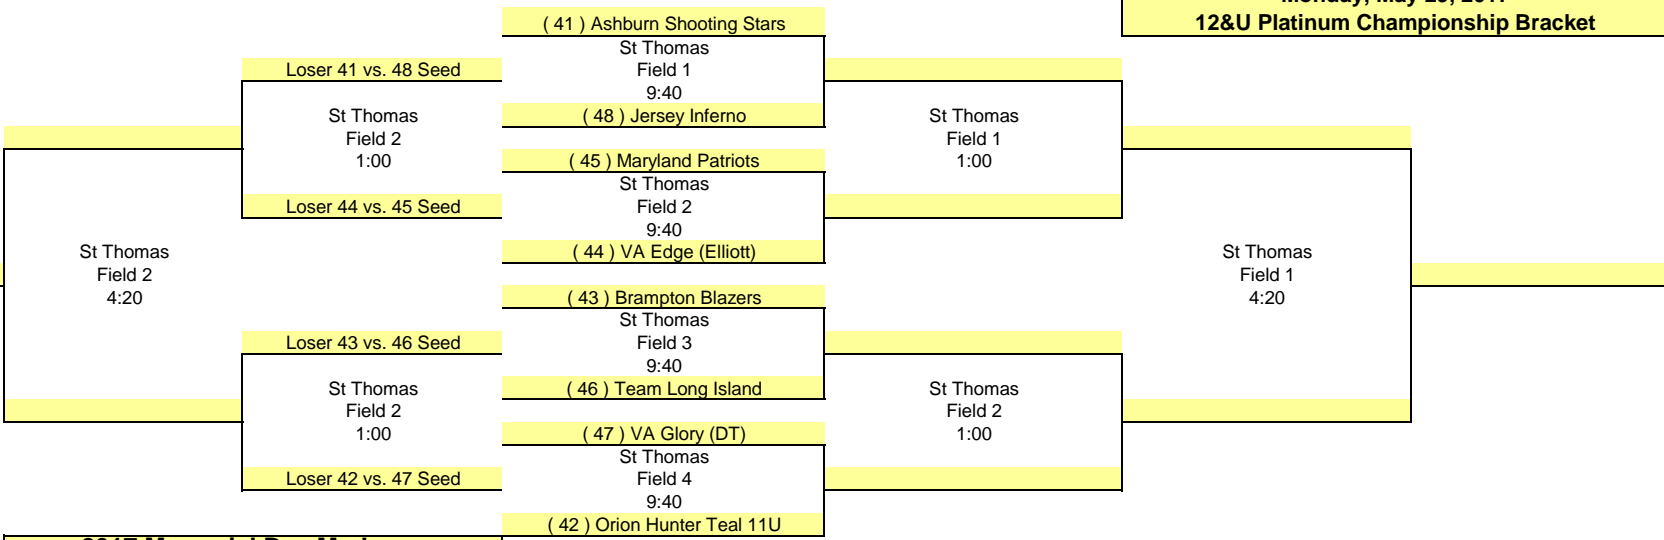 12&U Platinum Championship Bracket
( 41 ) Ashburn Shooting Stars
St Thomas
Field 1
9:40
( 48 ) Jersey Inferno
( 45 ) Maryland Patriots
St Thomas
Field 2
9:40
( 44 ) VA Edge (Elliott)
( 43 ) Brampton Blazers
St Thomas
Field 3
9:40
( 46 ) Team Long Island
( 47 ) VA Glory (DT)
St Thomas
Field 4
9:40
( 42 ) Orion Hunter Teal 11U
Loser 41 vs. 48 Seed
St Thomas
Field 2
1:00
Loser 44 vs. 45 Seed
Loser 43 vs. 46 Seed
St Thomas
Field 2
1:00
Loser 42 vs. 47 Seed
St Thomas
Field 2
4:20
St Thomas
Field 1
1:00
St Thomas
Field 2
1:00
St Thomas
Field 1
4:20